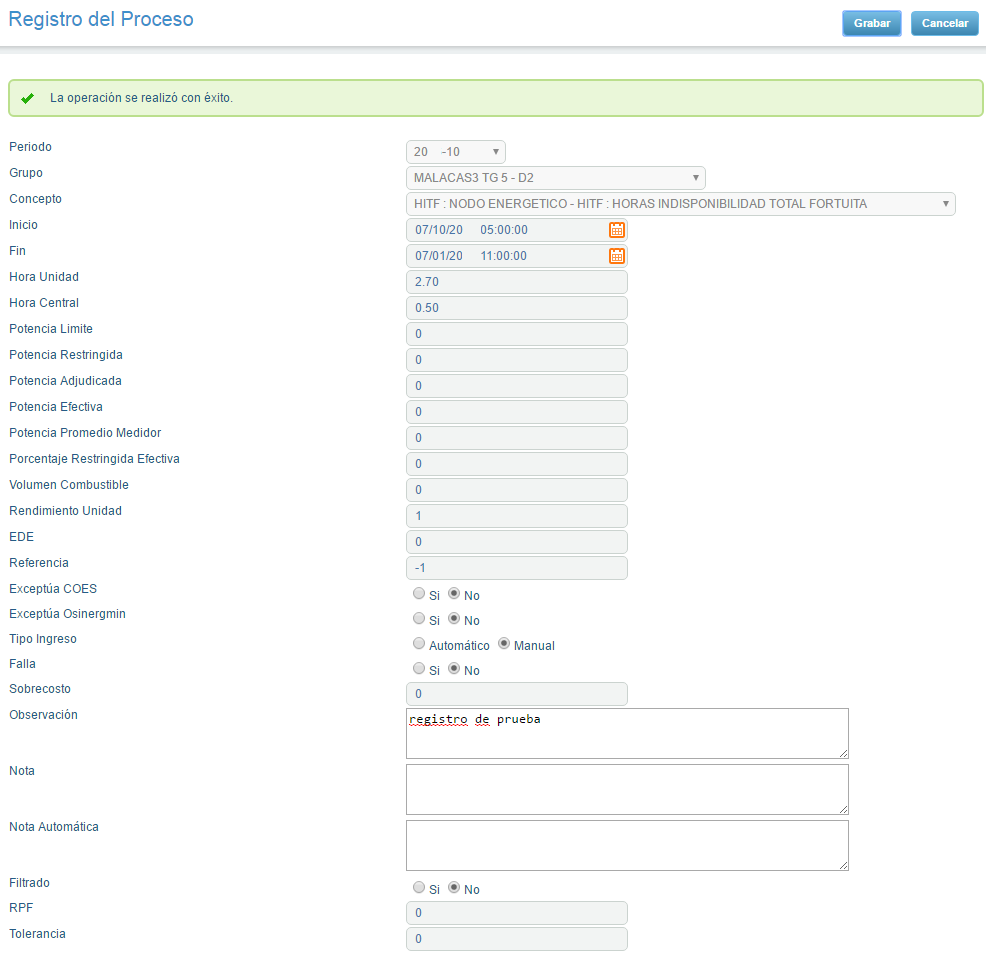 Registro del Proceso Grabar Cancelar
La operación se realizó con éxito.
Periodo 20 -10
Grupo MALACAS3 TG 5 - D2
Concepto HITF : NODO ENERGETICO - HITF : HORAS INDISPONIBILIDAD TOTAL FORTUITA
Inicio 07/10/20 05:00:00
Fin 07/01/20 11:00:00
Hora Unidad 2.70
Hora Central 0.50
Potencia Limite 0
Potencia Restringida 0
Potencia Adjudicada 0
Potencia Efectiva 0
Potencia Promedio Medidor 0
Porcentaje Restringida Efectiva 0
Volumen Combustible 0
Rendimiento Unidad 1
EDE 0
Referencia -1
Exceptúa COES Si No
Exceptúa Osinergmin Si No
Tipo Ingreso Automático Manual
Falla Si No
Sobrecosto 0
Observación registro de prueba
Nota
Nota Automática
Filtrado Si No
RPF 0
Tolerancia 0